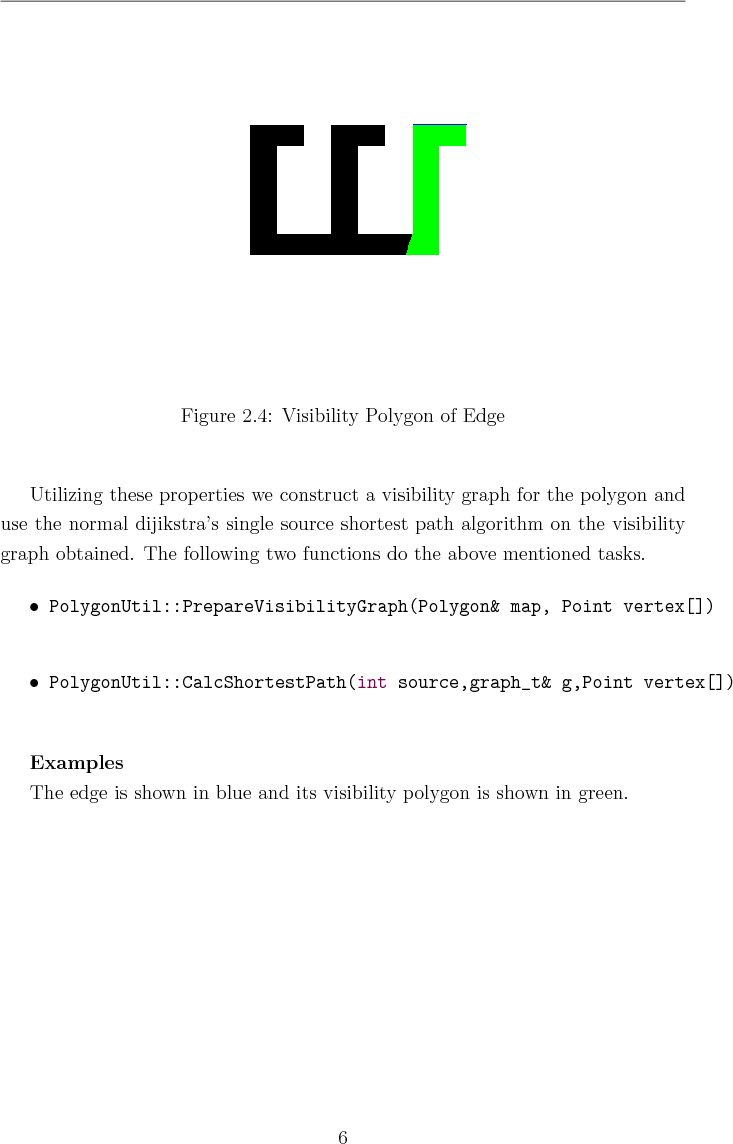 Figure 2.4: Visibility Polygon of Edge
Utilizing these properties we construct a visibility graph for the polygon and
use the normal dijikstra's single source shortest path algorithm on the visibility
graph obtained. The following two functions do the above mentioned tasks.
• PolygonUtil::PrepareVisibilityGraph(Polygon& map, Point vertex[])
• PolygonUtil::CalcShortestPath(int source,graph_t& g,Point vertex[])
Examples
The edge is shown in blue and its visibility polygon is shown in green.
6